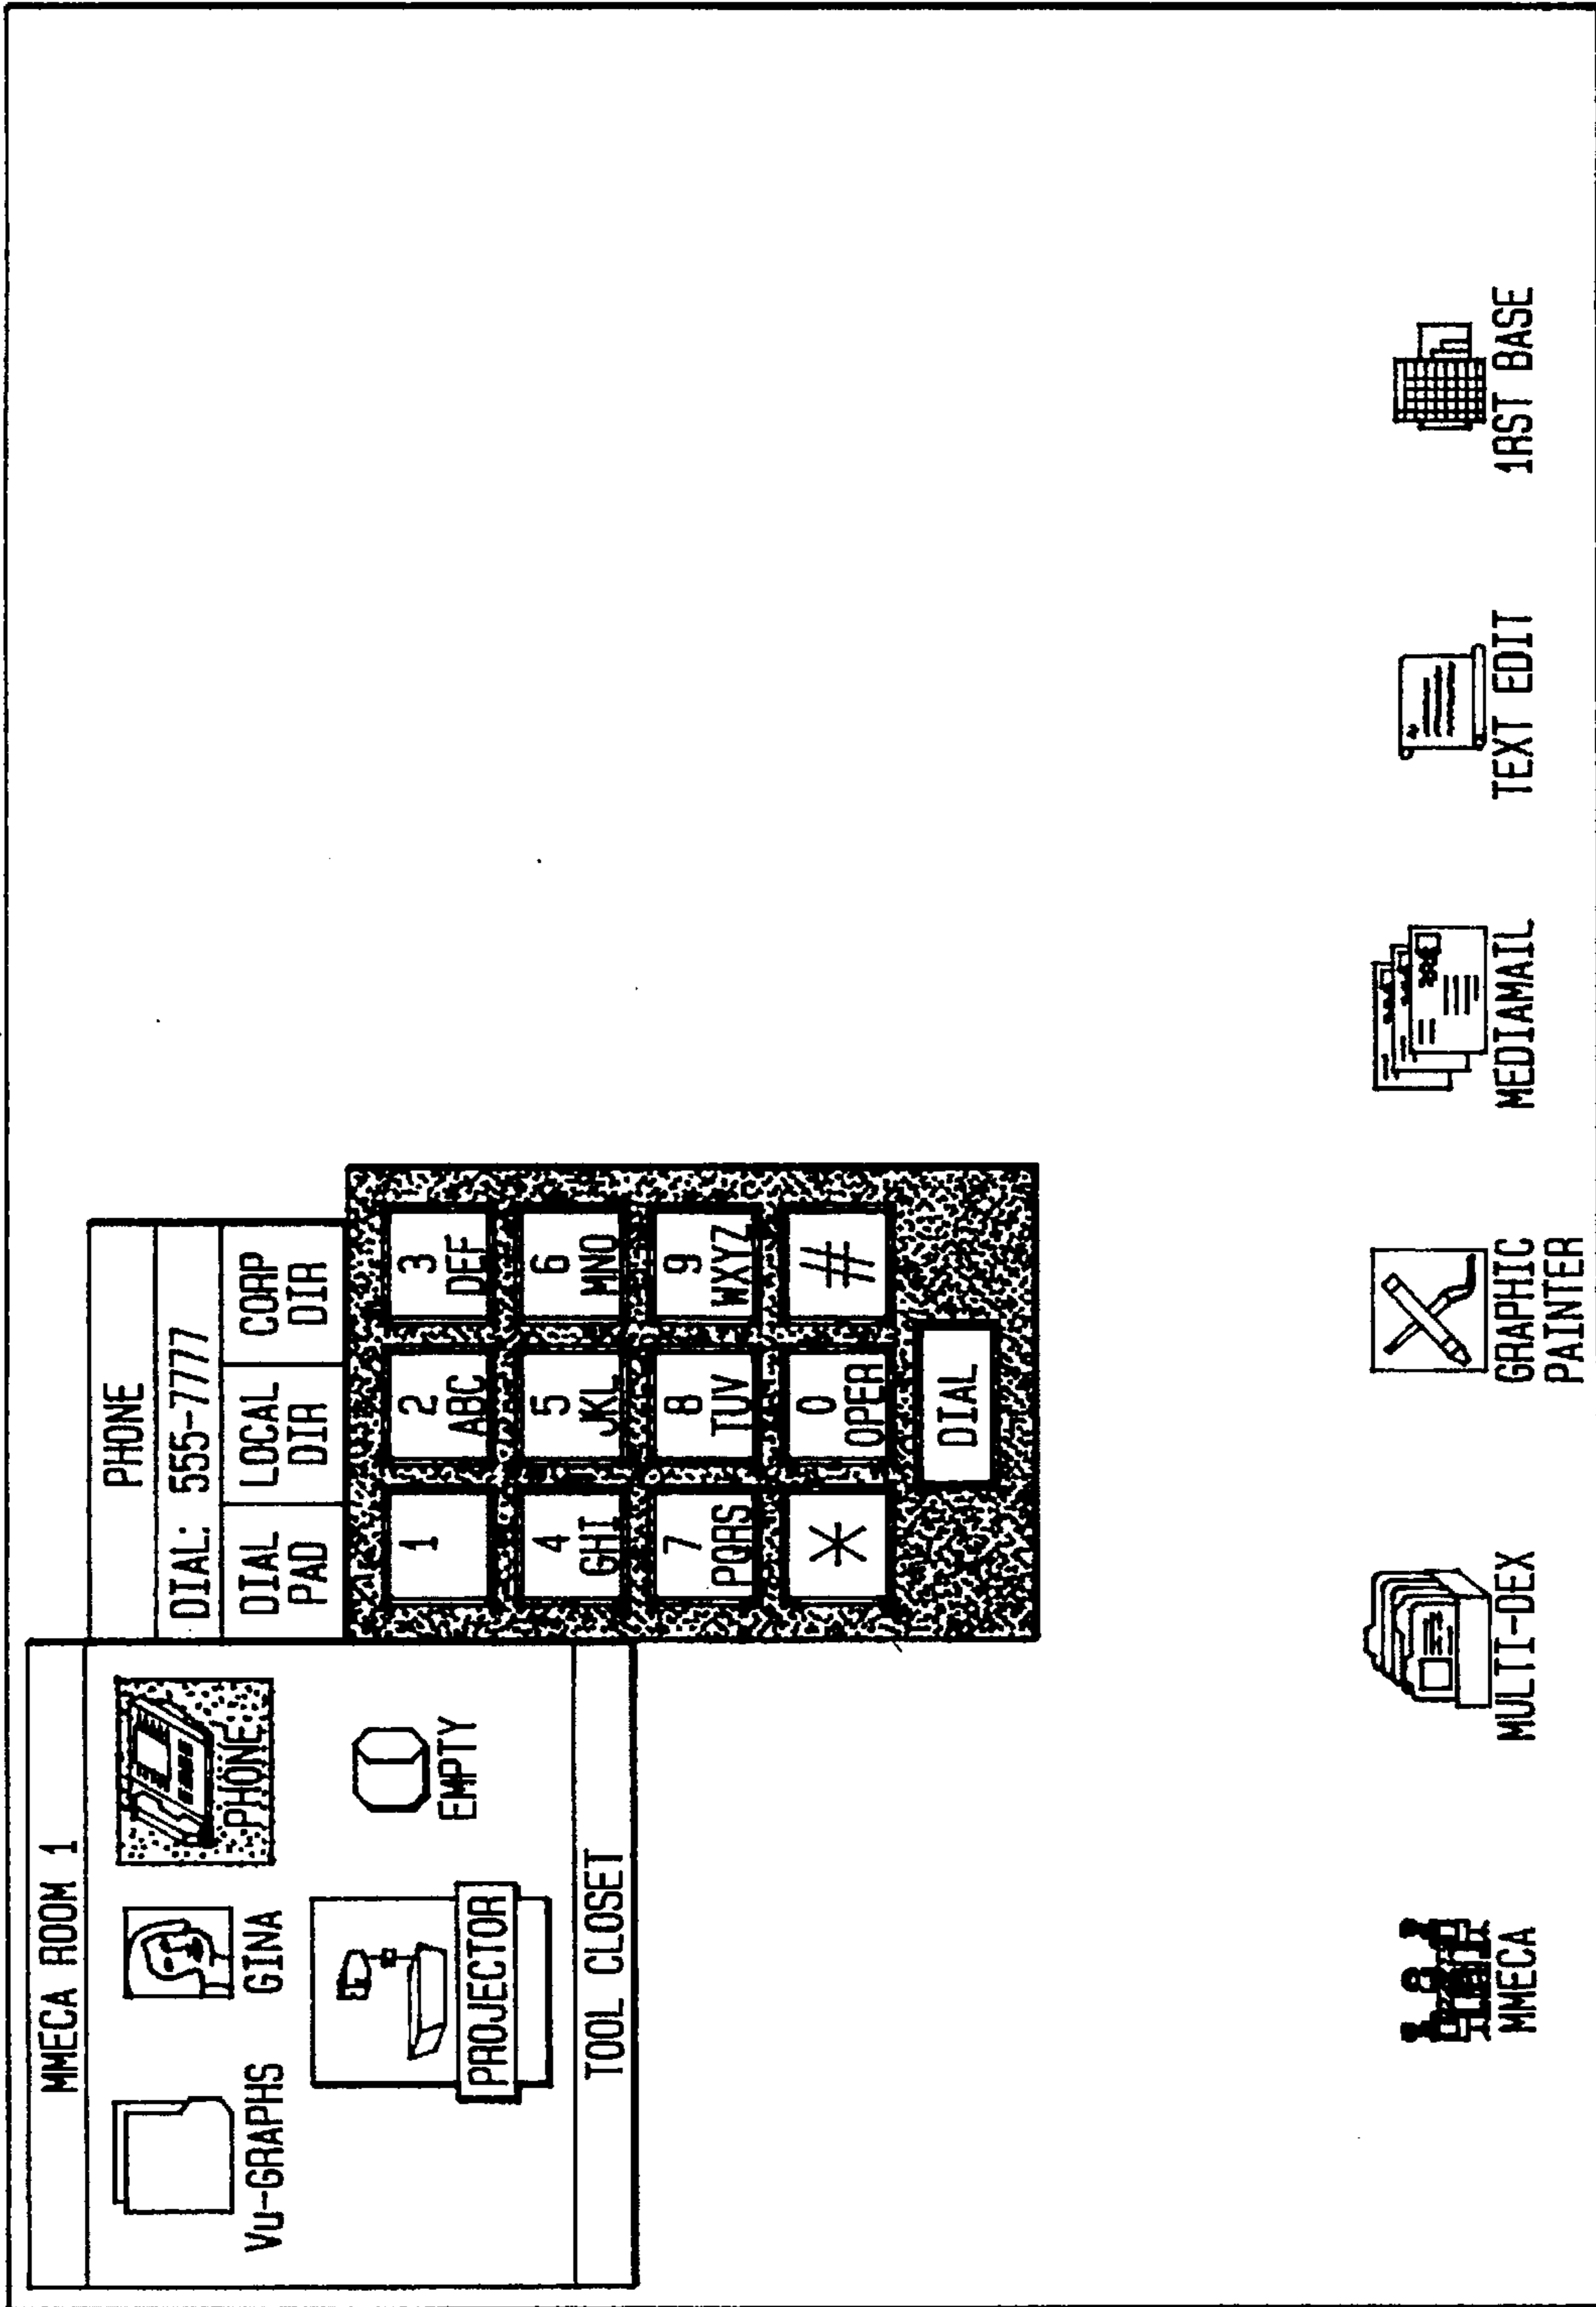 MMECA ROOM 1
Vu-GRAPHS
GINA
PHONE
PROJECTOR
EMPTY
TOOL CLOSET
PHONE
DIAL: 555-7777
DIAL PAD
LOCAL DIR
CORP DIR
1
2
ABC
3
DEF
4
GHI
5
JKL
6
MNO
7
PQRS
8
TUV
9
WXYZ
*
0
OPER
#
DIAL
MMECA
MULTI-DEX
GRAPHIC
PAINTER
MEDIAMAIL
TEXT EDIT
1RST BASE